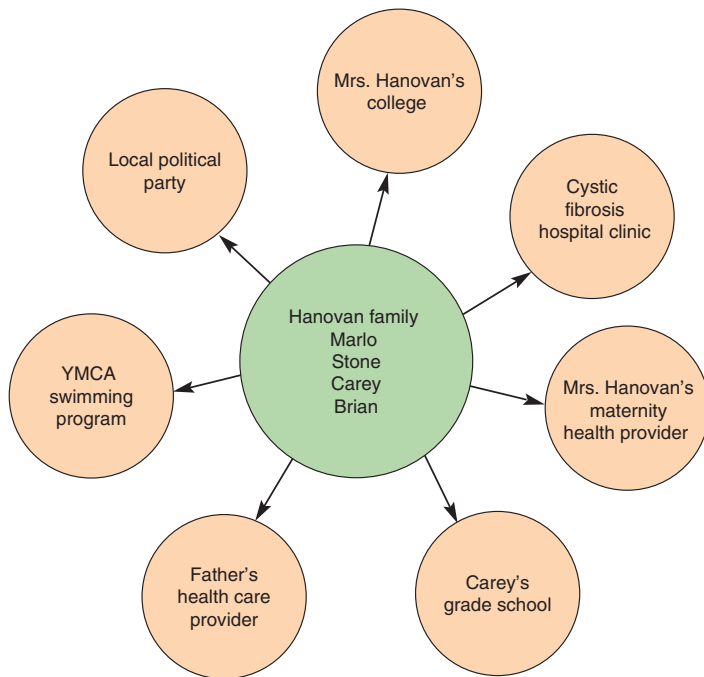 Mrs. Hanovan's
college
Local political
party
Cystic
fibrosis
hospital clinic
Hanovan family
Marlo
Stone
Carey
Brian
YMCA
swimming
program
Mrs. Hanovan's
maternity
health provider
Father's
health care
provider
Carey's
grade school